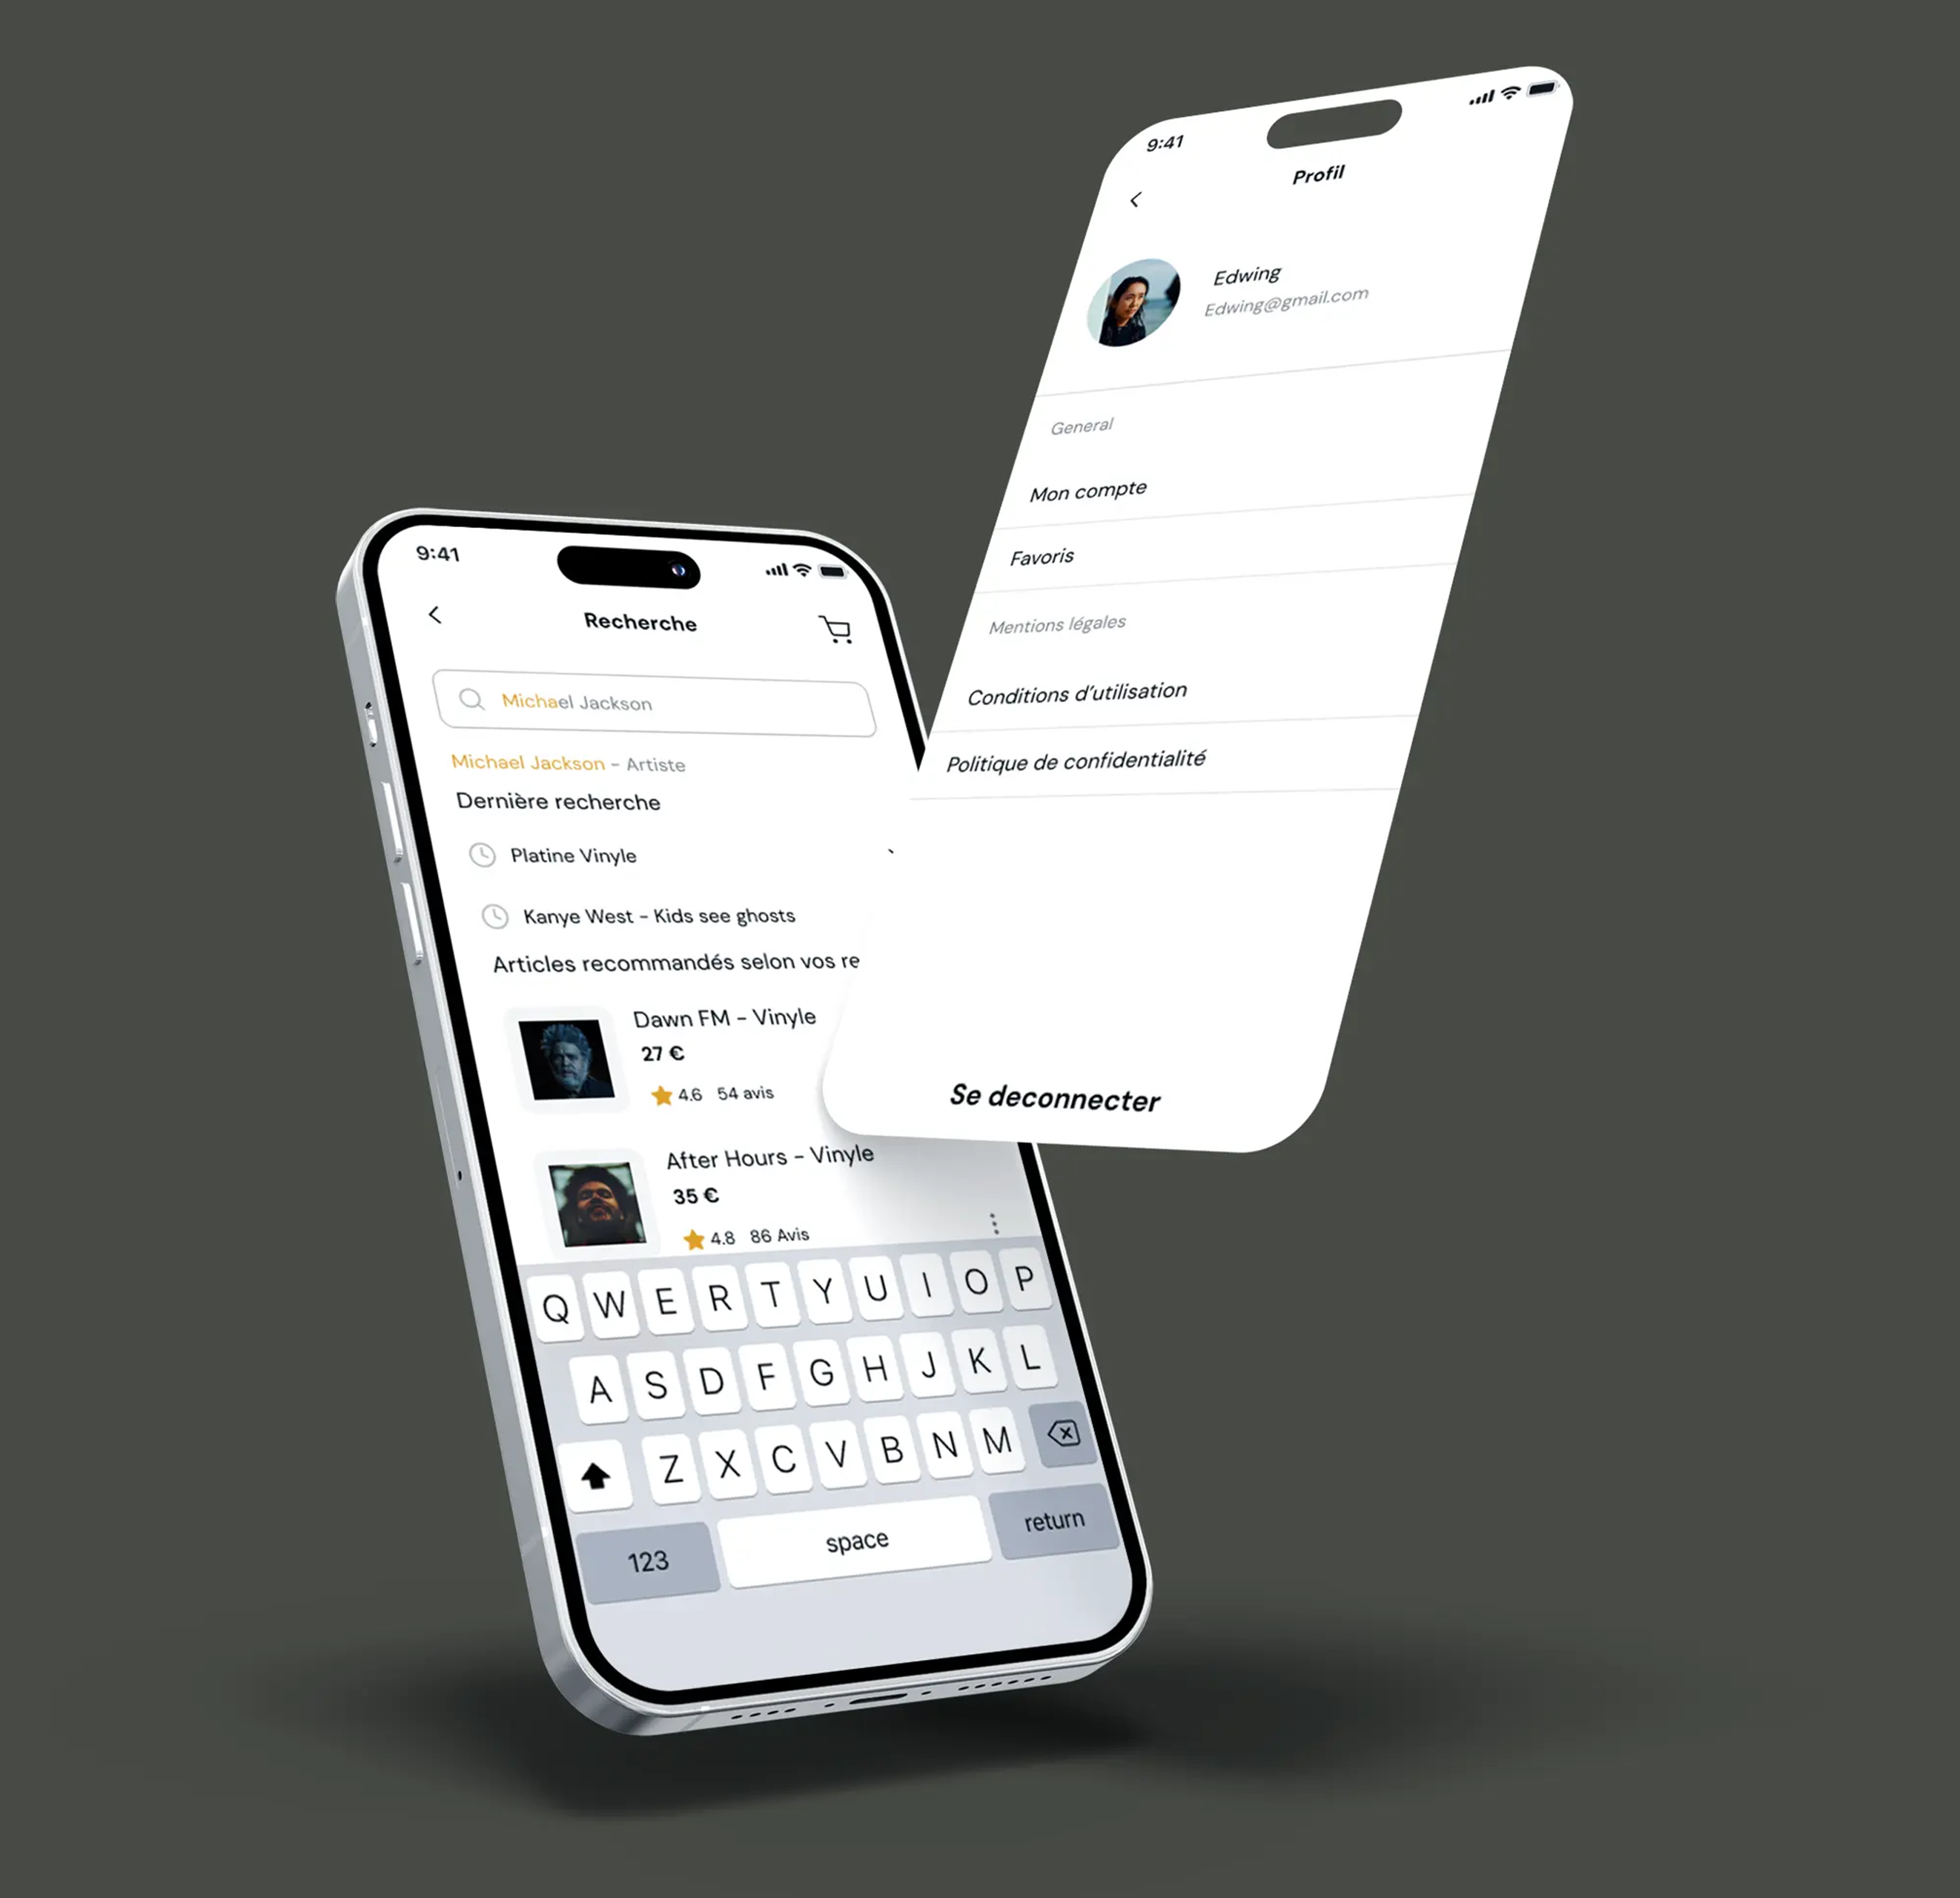 9:41
Recherche
Michael Jackson
Michael Jackson - Artiste
Dernière recherche
Platine Vinyle
Kanye West - Kids see ghosts
Articles recommandés selon vos re
Dawn FM - Vinyle
27 €
4.6 54 avis
After Hours - Vinyle
35 €
4.8 86 Avis
Q W E R T Y U I O P
A S D F G H J K L
Z X C V B N M
123 space return
9:41
Profil
Edwing
Edwing@gmail.com
General
Mon compte
Favoris
Mentions légales
Conditions d'utilisation
Politique de confidentialité
Se deconnecter